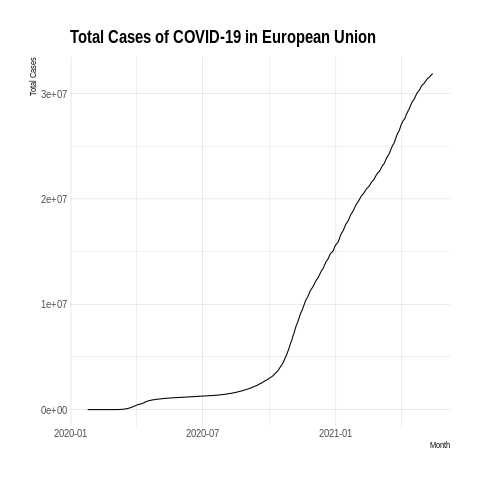 Total Cases of COVID-19 in European Union
Total Cases
3e+07
2e+07
1e+07
0e+00
2020-01 2020-07 2021-01
Month